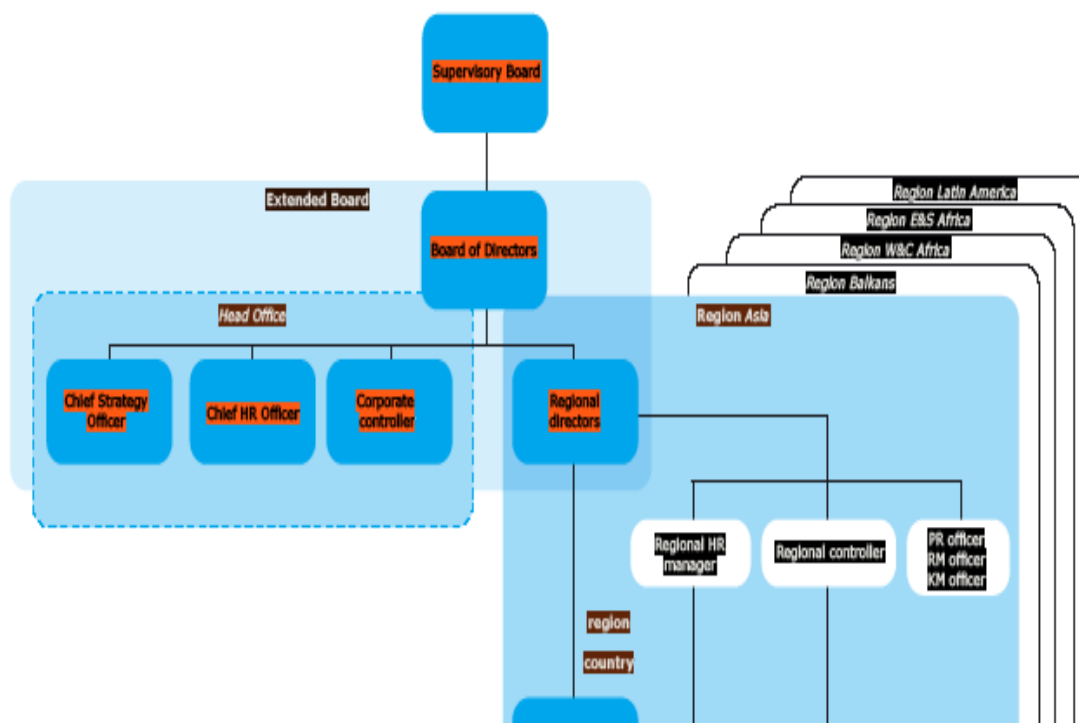 Supervisory Board
Extended Board
Board of Directors
Region Latin America
Region E&S Africa
Region W&C Africa
Region Balkans
Head Office
Region Asia
Chief Strategy
Officer
Chief HR Officer
Corporate
controller
Regional
directors
Regional HR
manager
Regional controller
PR officer
RM officer
KM officer
region
country